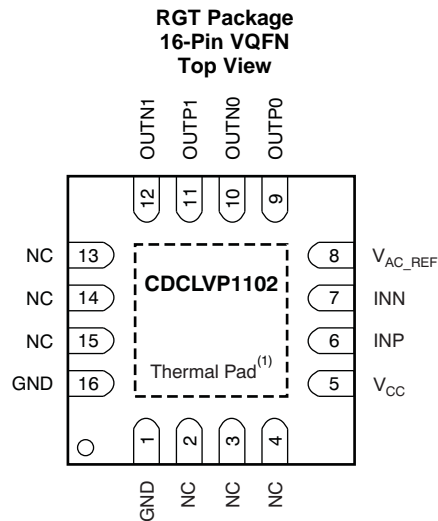 RGT Package
16-Pin VQFN
Top View
OUTN1 OUTP1 OUTN0 OUTP0
12 11 10 9
NC 13
8 V_AC_REF
NC 14
CDCLVP1102
7 INN
NC 15
6 INP
GND 16
Thermal Pad(1)
5 V_CC
1 2 3 4
GND NC NC NC